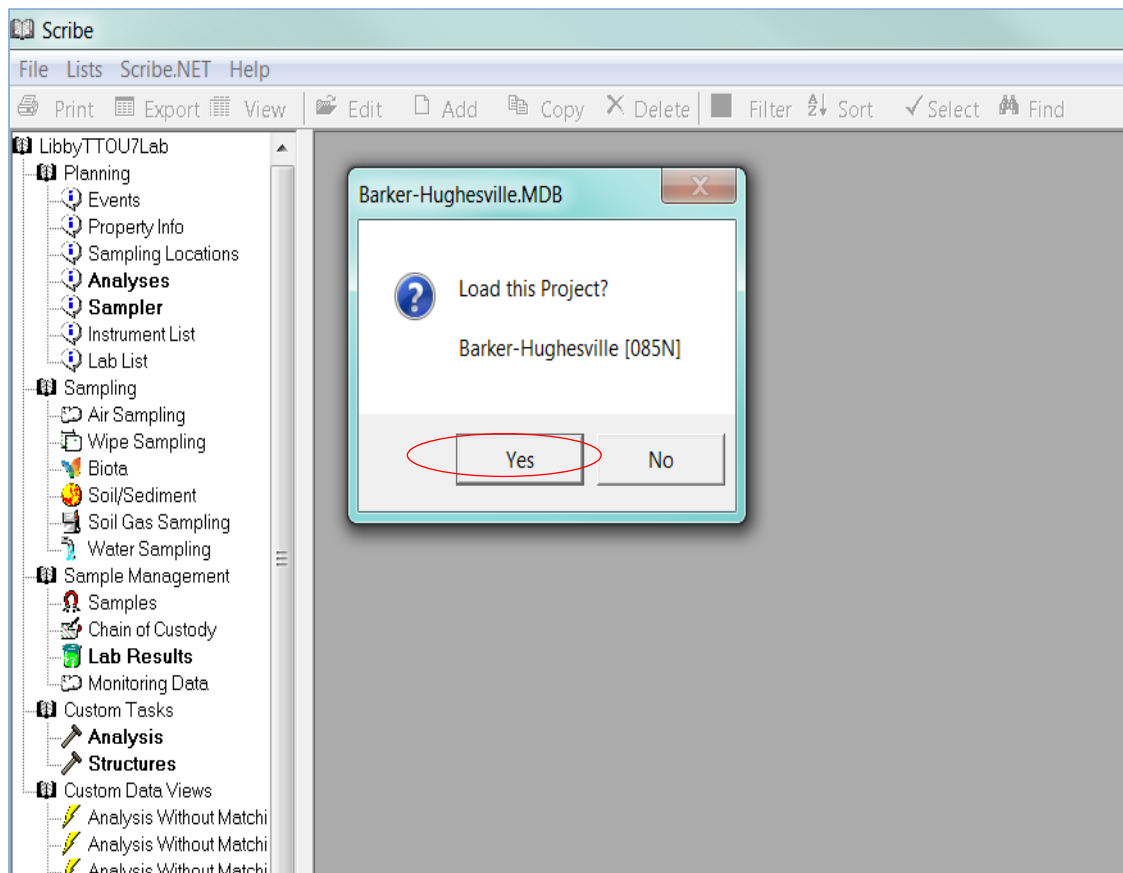 Scribe
File Lists Scribe.NET Help
Print Export View Edit Add Copy Delete Filter Sort Select Find
LibbyTTOU7Lab
Planning
Events
Property Info
Sampling Locations
Analyses
Sampler
Instrument List
Lab List
Sampling
Air Sampling
Wipe Sampling
Biota
Soil/Sediment
Soil Gas Sampling
Water Sampling
Sample Management
Samples
Chain of Custody
Lab Results
Monitoring Data
Custom Tasks
Analysis
Structures
Custom Data Views
Analysis Without Matchi
Analysis Without Matchi
Analysis Without Matchi
Barker-Hughesville.MDB
Load this Project?
Barker-Hughesville [085N]
Yes No